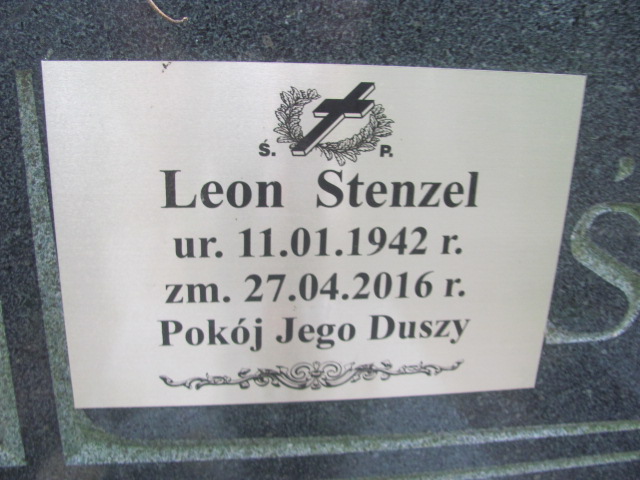 Ś. P.
Leon Stenzel
ur. 11.01.1942 r.
zm. 27.04.2016 r.
Pokój Jego Duszy
Ś